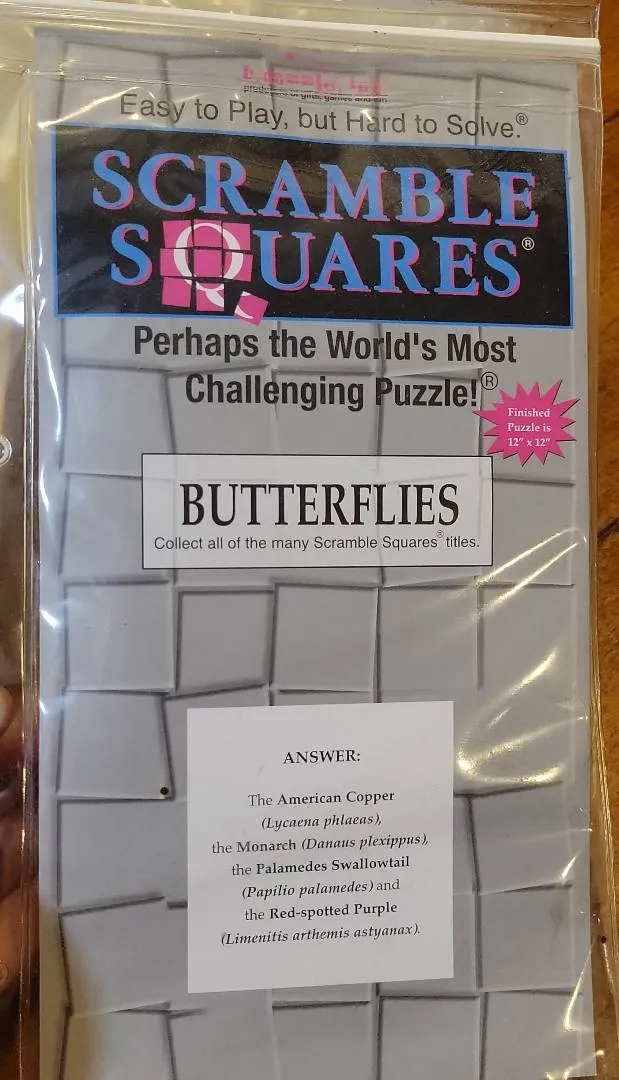 b. dazzle, inc.
Easy to Play, but Hard to Solve.®
SCRAMBLE
SQUARES®
Perhaps the World's Most
Challenging Puzzle!®
Finished
Puzzle is
12" x 12"
BUTTERFLIES
Collect all of the many Scramble Squares® titles.
ANSWER:
The American Copper
(Lycaena phlaeas),
the Monarch (Danaus plexippus),
the Palamedes Swallowtail
(Papilio palamedes) and
the Red-spotted Purple
(Limenitis arthemis astyanax).